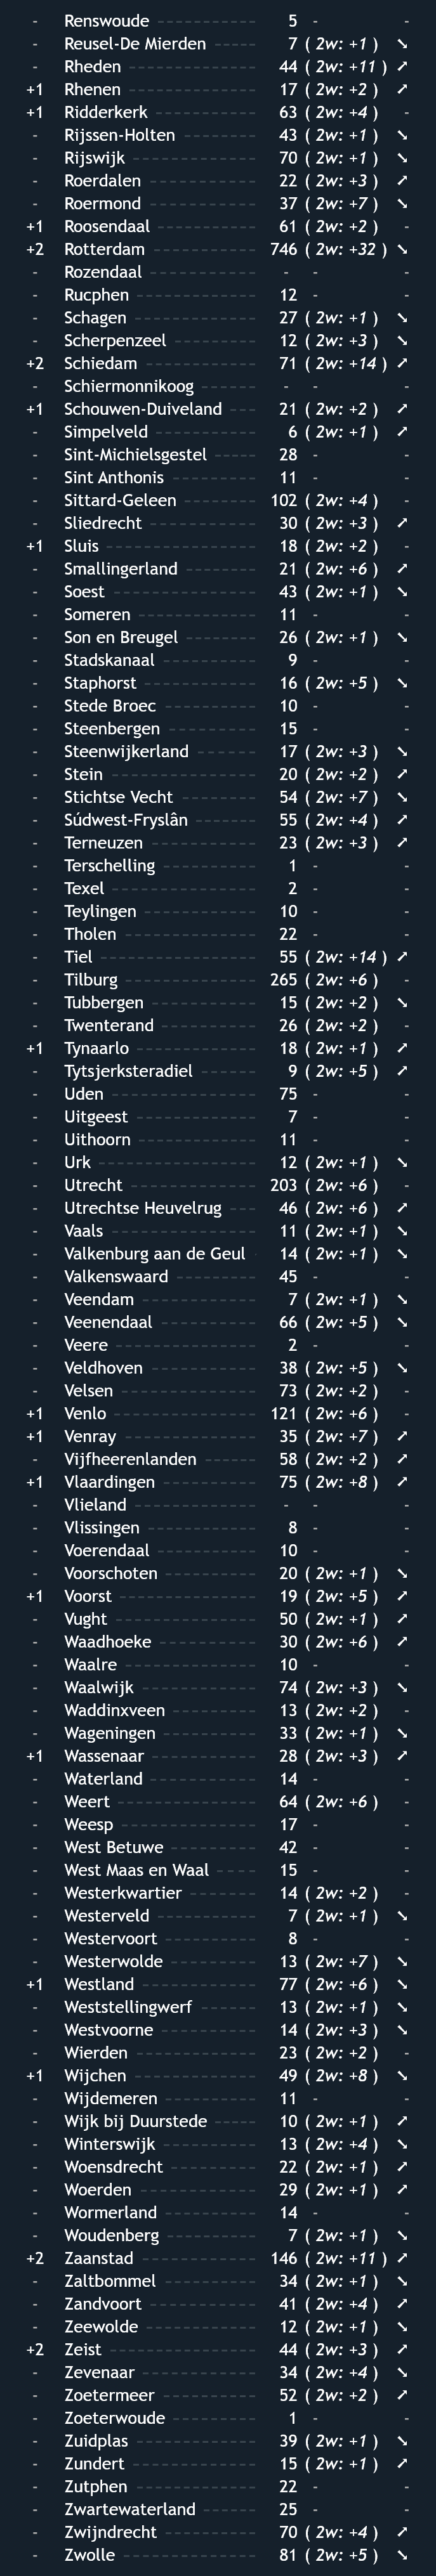 - Renswoude ---------------- 5 - -
- Reusel-De Mierden ------- 7 ( 2w: +1 ) ➘
- Rheden ---------------- 44 ( 2w: +11 ) ➚
+1 Rhenen ---------------- 17 ( 2w: +2 ) ➚
+1 Ridderkerk ------------- 63 ( 2w: +4 ) -
- Rijssen-Holten ---------- 43 ( 2w: +1 ) ➘
- Rijswijk --------------- 70 ( 2w: +1 ) ➘
- Roerdalen ------------- 22 ( 2w: +3 ) ➚
- Roermond ------------- 37 ( 2w: +7 ) ➘
+1 Roosendaal ------------ 61 ( 2w: +2 ) -
+2 Rotterdam ------------- 746 ( 2w: +32 ) ➘
- Rozendaal ------------- - - -
- Rucphen -------------- 12 - -
- Schagen --------------- 27 ( 2w: +1 ) ➘
- Scherpenzeel ----------- 12 ( 2w: +3 ) ➘
+2 Schiedam -------------- 71 ( 2w: +14 ) ➚
- Schiermonnikoog -------- - - -
+1 Schouwen-Duiveland --- 21 ( 2w: +2 ) ➚
- Simpelveld ------------- 6 ( 2w: +1 ) ➚
- Sint-Michielsgestel ----- 28 - -
- Sint Anthonis ----------- 11 - -
- Sittard-Geleen --------- 102 ( 2w: +4 ) -
- Sliedrecht ------------- 30 ( 2w: +3 ) ➚
+1 Sluis ------------------ 18 ( 2w: +2 ) -
- Smallingerland --------- 21 ( 2w: +6 ) ➚
- Soest ----------------- 43 ( 2w: +1 ) ➘
- Someren -------------- 11 - -
- Son en Breugel --------- 26 ( 2w: +1 ) ➘
- Stadskanaal ------------ 9 - -
- Staphorst -------------- 16 ( 2w: +5 ) ➘
- Stede Broec ------------ 10 - -
- Steenbergen ----------- 15 - -
- Steenwijkerland ------- 17 ( 2w: +3 ) ➘
- Stein ----------------- 20 ( 2w: +2 ) ➚
- Stichtse Vecht --------- 54 ( 2w: +7 ) ➘
- Súdwest-Fryslân -------- 55 ( 2w: +4 ) ➚
- Terneuzen ------------- 23 ( 2w: +3 ) ➚
- Terschelling ------------ 1 - -
- Texel ----------------- 2 - -
- Teylingen ------------- 10 - -
- Tholen ---------------- 22 - -
- Tiel ------------------- 55 ( 2w: +14 ) ➚
- Tilburg ---------------- 265 ( 2w: +6 ) -
- Tubbergen ------------- 15 ( 2w: +2 ) ➘
- Twenterand ------------ 26 ( 2w: +2 ) -
+1 Tynaarlo --------------- 18 ( 2w: +1 ) ➚
- Tytsjerksteradiel ------- 9 ( 2w: +5 ) ➚
- Uden ----------------- 75 - -
- Uitgeest --------------- 7 - -
- Uithoorn -------------- 11 - -
- Urk ------------------- 12 ( 2w: +1 ) ➘
- Utrecht --------------- 203 ( 2w: +6 ) -
- Utrechtse Heuvelrug ---- 46 ( 2w: +6 ) ➚
- Vaals ----------------- 11 ( 2w: +1 ) ➘
- Valkenburg aan de Geul - 14 ( 2w: +1 ) ➘
- Valkenswaard ---------- 45 - -
- Veendam -------------- 7 ( 2w: +1 ) ➘
- Veenendaal ------------ 66 ( 2w: +5 ) ➘
- Veere ----------------- 2 - -
- Veldhoven ------------- 38 ( 2w: +5 ) ➘
- Velsen ---------------- 73 ( 2w: +2 ) -
+1 Venlo ----------------- 121 ( 2w: +6 ) -
+1 Venray ---------------- 35 ( 2w: +7 ) ➚
- Vijfheerenlanden ------- 58 ( 2w: +2 ) ➚
+1 Vlaardingen ------------ 75 ( 2w: +8 ) ➚
- Vlieland --------------- - - -
- Vlissingen ------------- 8 - -
- Voerendaal ------------ 10 - -
- Voorschoten ----------- 20 ( 2w: +1 ) ➘
+1 Voorst ---------------- 19 ( 2w: +5 ) ➚
- Vught ----------------- 50 ( 2w: +1 ) ➚
- Waadhoeke ------------ 30 ( 2w: +6 ) ➚
- Waalre ---------------- 10 - -
- Waalwijk -------------- 74 ( 2w: +3 ) ➘
- Waddinxveen ---------- 13 ( 2w: +2 ) -
- Wageningen ----------- 33 ( 2w: +1 ) ➘
+1 Wassenaar ------------- 28 ( 2w: +3 ) ➚
- Waterland ------------- 14 - -
- Weert ----------------- 64 ( 2w: +6 ) -
- Weesp ---------------- 17 - -
- West Betuwe ----------- 42 - -
- West Maas en Waal ---- 15 - -
- Westerkwartier --------- 14 ( 2w: +2 ) -
- Westerveld ------------ 7 ( 2w: +1 ) ➘
- Westervoort ----------- 8 - -
- Westerwolde ----------- 13 ( 2w: +7 ) ➘
+1 Westland -------------- 77 ( 2w: +6 ) ➘
- Weststellingwerf ------- 13 ( 2w: +1 ) ➘
- Westvoorne ------------ 14 ( 2w: +3 ) ➘
- Wierden --------------- 23 ( 2w: +2 ) -
+1 Wijchen --------------- 49 ( 2w: +8 ) ➘
- Wijdemeren ----------- 11 - -
- Wijk bij Duurstede ----- 10 ( 2w: +1 ) ➚
- Winterswijk ------------ 13 ( 2w: +4 ) ➘
- Woensdrecht ----------- 22 ( 2w: +1 ) ➚
- Woerden -------------- 29 ( 2w: +1 ) ➚
- Wormerland ----------- 14 - -
- Woudenberg ----------- 7 ( 2w: +1 ) ➘
+2 Zaanstad -------------- 146 ( 2w: +11 ) ➚
- Zaltbommel ------------ 34 ( 2w: +1 ) ➘
- Zandvoort ------------- 41 ( 2w: +4 ) ➚
- Zeewolde ------------- 12 ( 2w: +1 ) ➘
+2 Zeist ------------------ 44 ( 2w: +3 ) ➚
- Zevenaar -------------- 34 ( 2w: +4 ) ➘
- Zoetermeer ------------ 52 ( 2w: +2 ) ➚
- Zoeterwoude ----------- 1 - -
- Zuidplas --------------- 39 ( 2w: +1 ) ➘
- Zundert --------------- 15 ( 2w: +1 ) ➚
- Zutphen --------------- 22 - -
- Zwartewaterland ------- 25 - -
- Zwijndrecht ------------ 70 ( 2w: +4 ) ➚
- Zwolle ---------------- 81 ( 2w: +5 ) ➘